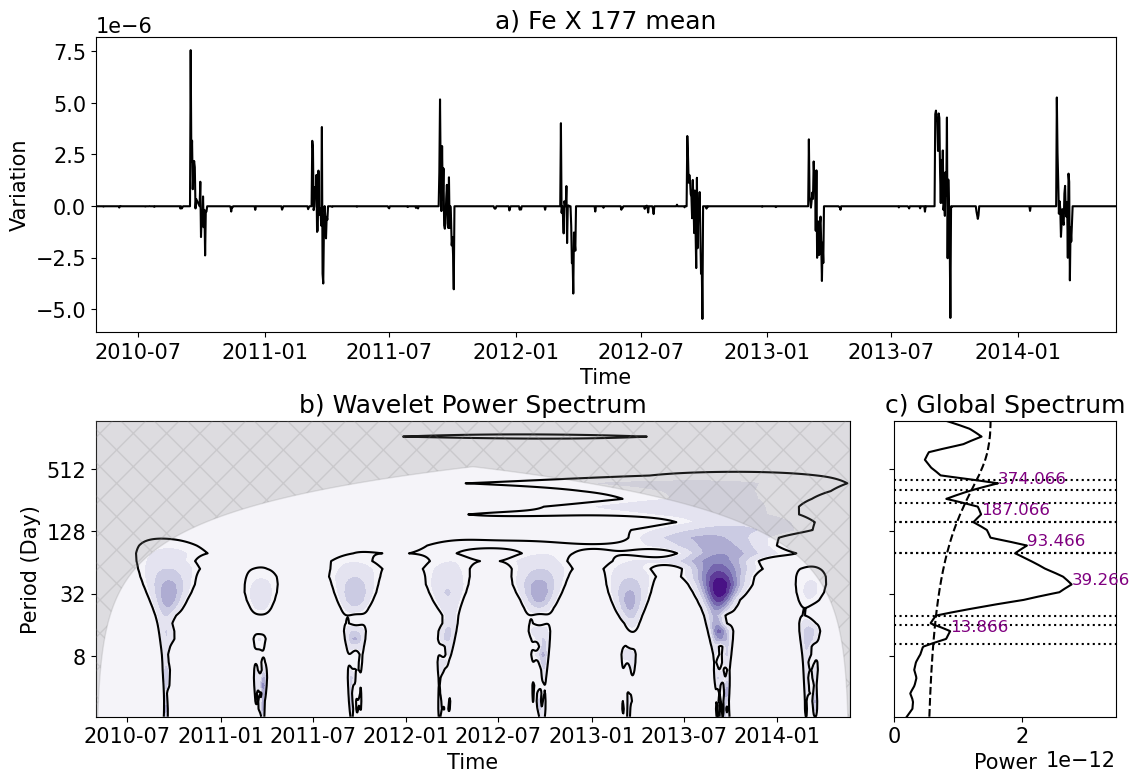 a) Fe X 177 mean
1e−6
7.5
5.0
2.5
0.0
−2.5
−5.0
Variation
2010-07 2011-01 2011-07 2012-01 2012-07 2013-01 2013-07 2014-01
Time
b) Wavelet Power Spectrum
512
128
32
8
Period (Day)
2010-07 2011-01 2011-07 2012-01 2012-07 2013-01 2013-07 2014-01
Time
c) Global Spectrum
374.066
187.066
93.466
39.266
13.866
0 2
Power 1e−12